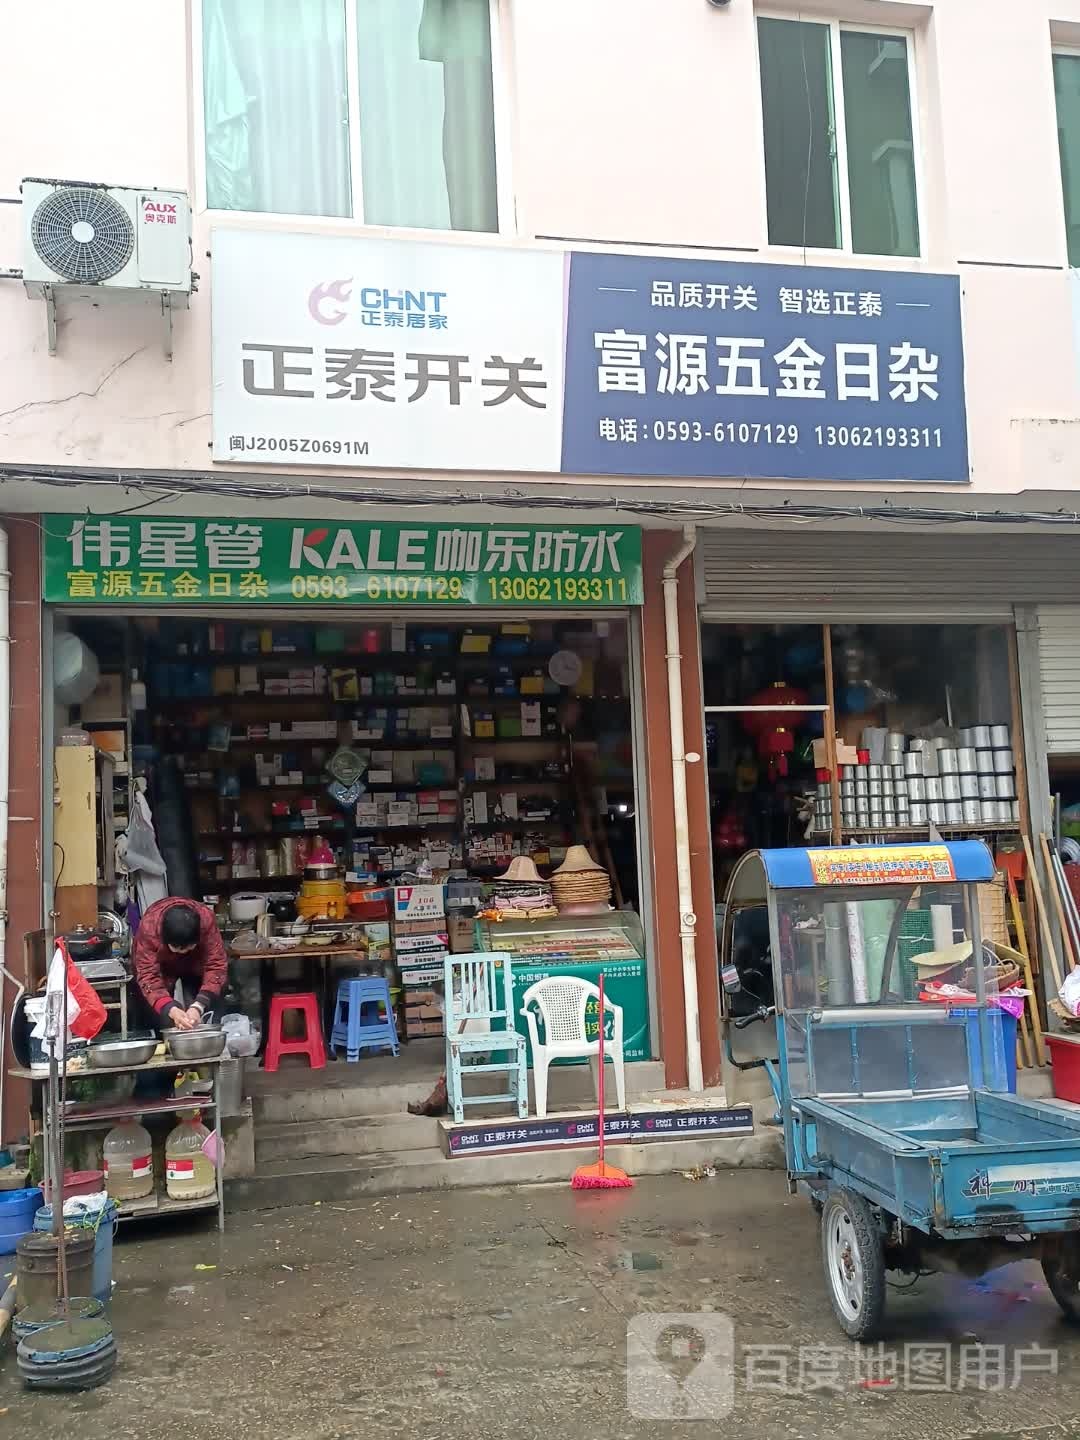 AUX
奥克斯
CHNT
正泰居家
正泰开关
闽J2005Z0691M
品质开关 智选正泰
富源五金日杂
电话:0593-6107129 13062193311
伟星管 KALE咖乐防水
富源五金日杂 0593-6107129 13062193311
中国烟草
CHNT 正泰开关
CHNT 正泰开关
百度地图用户